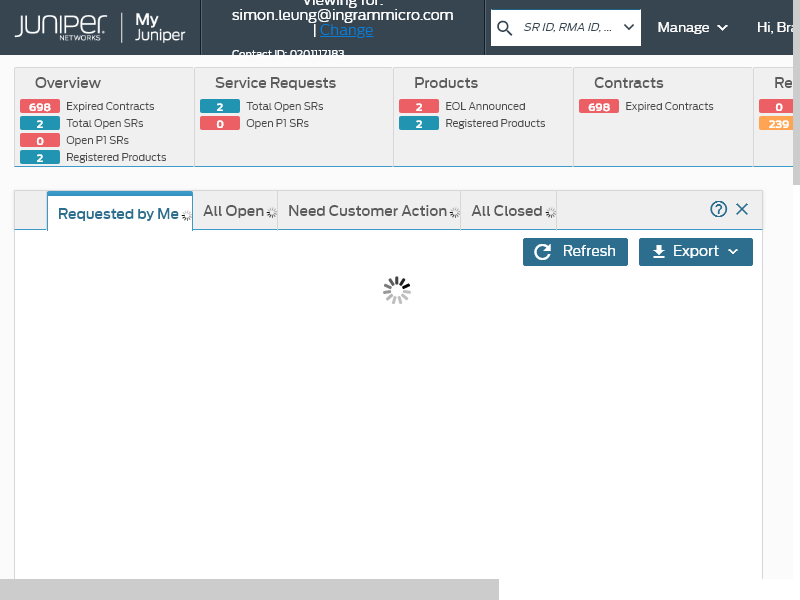 JUNIPER
NETWORKS
My
Juniper
Viewing for:
simon.leung@ingrammicro.com
| Change
Contact ID: 0201117183
SR ID, RMA ID, ...
Manage
Hi, Bra
Overview
698 Expired Contracts
2 Total Open SRs
0 Open P1 SRs
2 Registered Products
Service Requests
2 Total Open SRs
0 Open P1 SRs
Products
2 EOL Announced
2 Registered Products
Contracts
698 Expired Contracts
Re
0
239
Requested by Me
All Open
Need Customer Action
All Closed
Refresh
Export